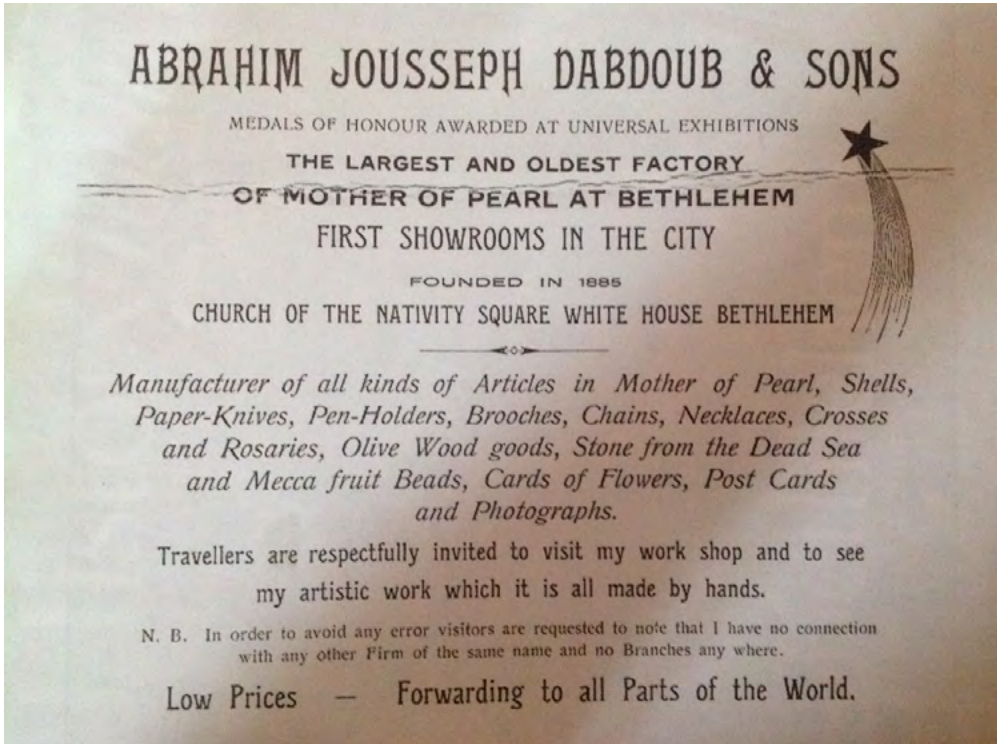 ABRAHIM JOUSSEPH DABDOUB & SONS
MEDALS OF HONOUR AWARDED AT UNIVERSAL EXHIBITIONS
THE LARGEST AND OLDEST FACTORY
OF MOTHER OF PEARL AT BETHLEHEM
FIRST SHOWROOMS IN THE CITY
FOUNDED IN 1885
CHURCH OF THE NATIVITY SQUARE WHITE HOUSE BETHLEHEM
Manufacturer of all kinds of Articles in Mother of Pearl, Shells,
Paper-Knives, Pen-Holders, Brooches, Chains, Necklaces, Crosses
and Rosaries, Olive Wood goods, Stone from the Dead Sea
and Mecca fruit Beads, Cards of Flowers, Post Cards
and Photographs.
Travellers are respectfully invited to visit my work shop and to see
my artistic work which it is all made by hands.
N. B. In order to avoid any error visitors are requested to note that I have no connection
with any other Firm of the same name and no Branches any where.
Low Prices — Forwarding to all Parts of the World.